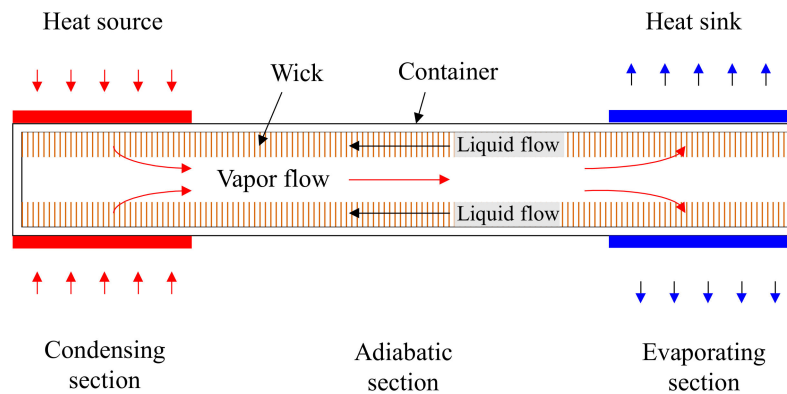 Heat source
Heat sink
Wick
Container
Liquid flow
Vapor flow
Liquid flow
Condensing
section
Adiabatic
section
Evaporating
section